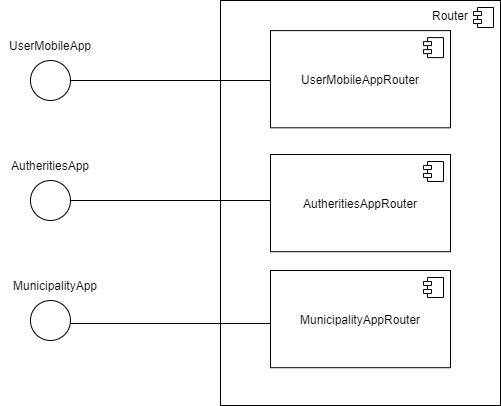 Router
UserMobileApp
UserMobileAppRouter
AutheritiesApp
AutheritiesAppRouter
MunicipalityApp
MunicipalityAppRouter